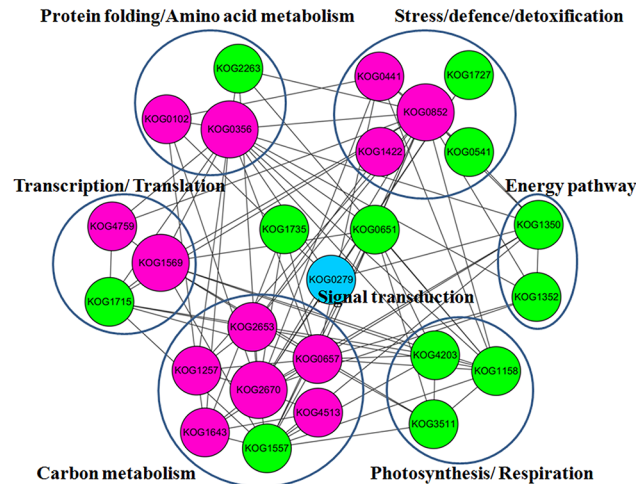 Protein folding/Amino acid metabolism
Stress/defence/detoxification
KOG2263
KOG0441
KOG1727
KOG0102
KOG0356
KOG0852
KOG1422
KOG0541
Transcription/ Translation
Energy pathway
KOG4759
KOG1735
KOG0651
KOG1350
KOG1569
KOG0279
KOG1715
KOG1352
Signal transduction
KOG2653
KOG0657
KOG4203
KOG1257
KOG1158
KOG2670
KOG4513
KOG3511
KOG1643
KOG1557
Carbon metabolism
Photosynthesis/ Respiration